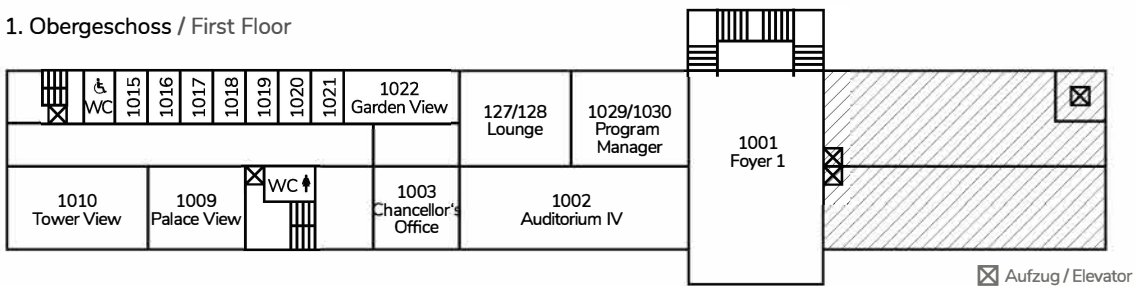 1. Obergeschoss / First Floor
WC
1015
1016
1017
1018
1019
1020
1021
1022
Garden View
127/128
Lounge
1029/1030
Program
Manager
1001
Foyer 1
1010
Tower View
1009
Palace View
WC
1003
Chancellor's
Office
1002
Auditorium IV
Aufzug / Elevator